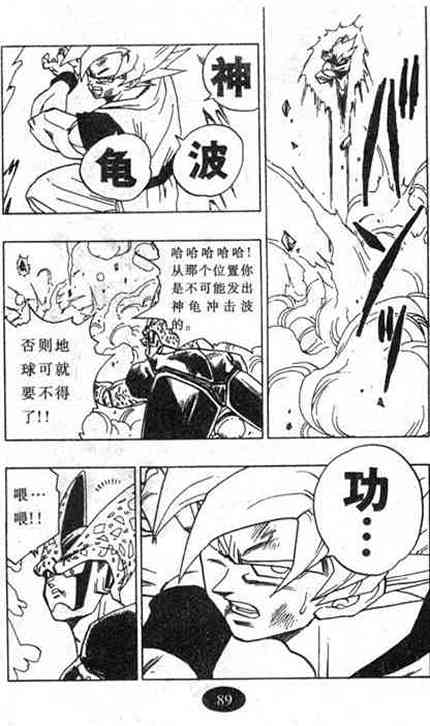 神
龟
波
哈哈哈哈哈!
从那个位置你
是不可能发出
神龟冲击波
的。
否则地
球可就
要不得
了!!
功…
喂…
喂!!
89